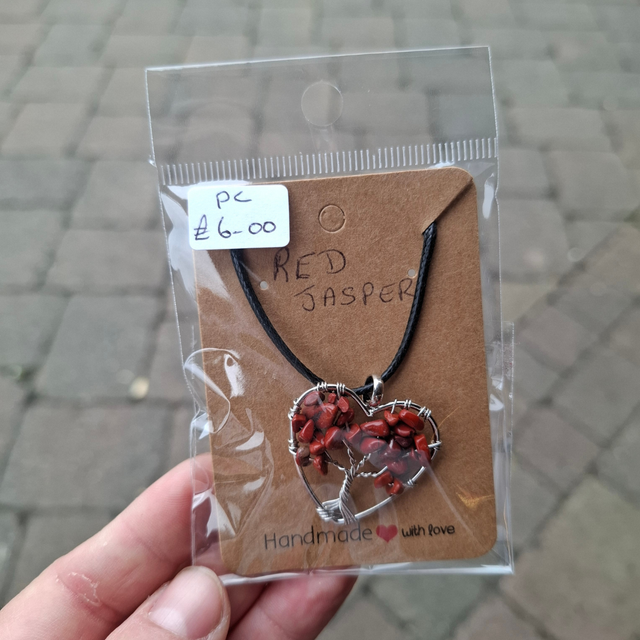 PC
£6-00
RED
JASPER
Handmade with love